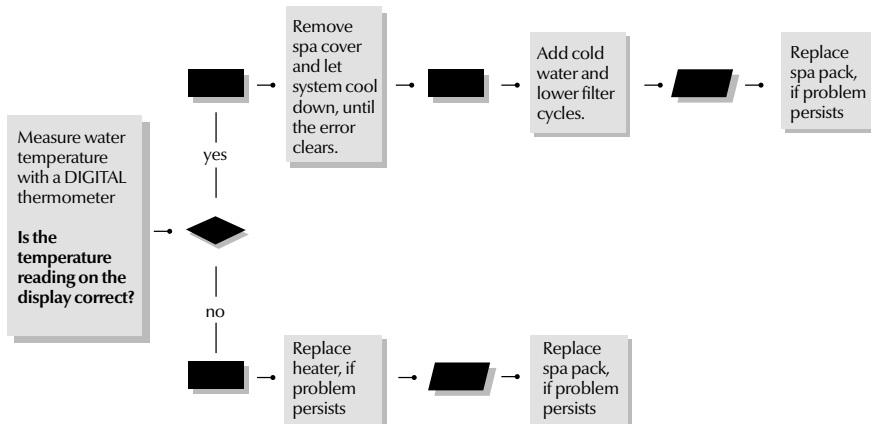 Measure water
temperature
with a DIGITAL
thermometer
Is the
temperature
reading on the
display correct?
yes
Remove
spa cover
and let
system cool
down, until
the error
clears.
Add cold
water and
lower filter
cycles.
Replace
spa pack,
if problem
persists
no
Replace
heater, if
problem
persists
Replace
spa pack,
if problem
persists